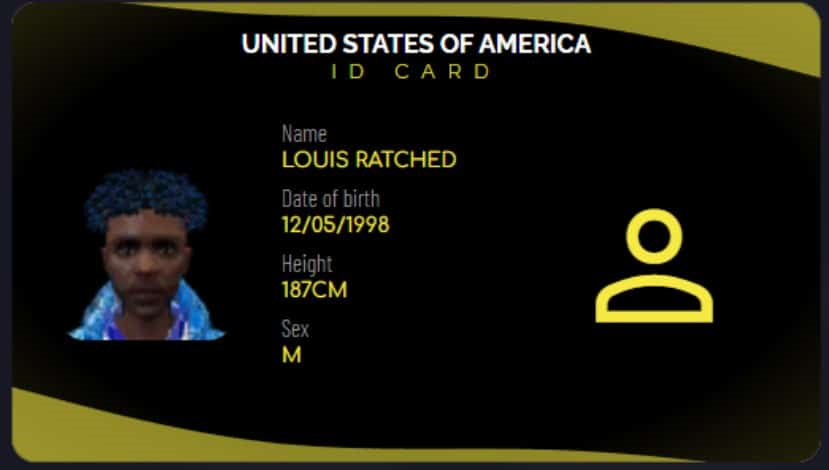 UNITED STATES OF AMERICA
ID CARD
Name
LOUIS RATCHED
Date of birth
12/05/1998
Height
187CM
Sex
M